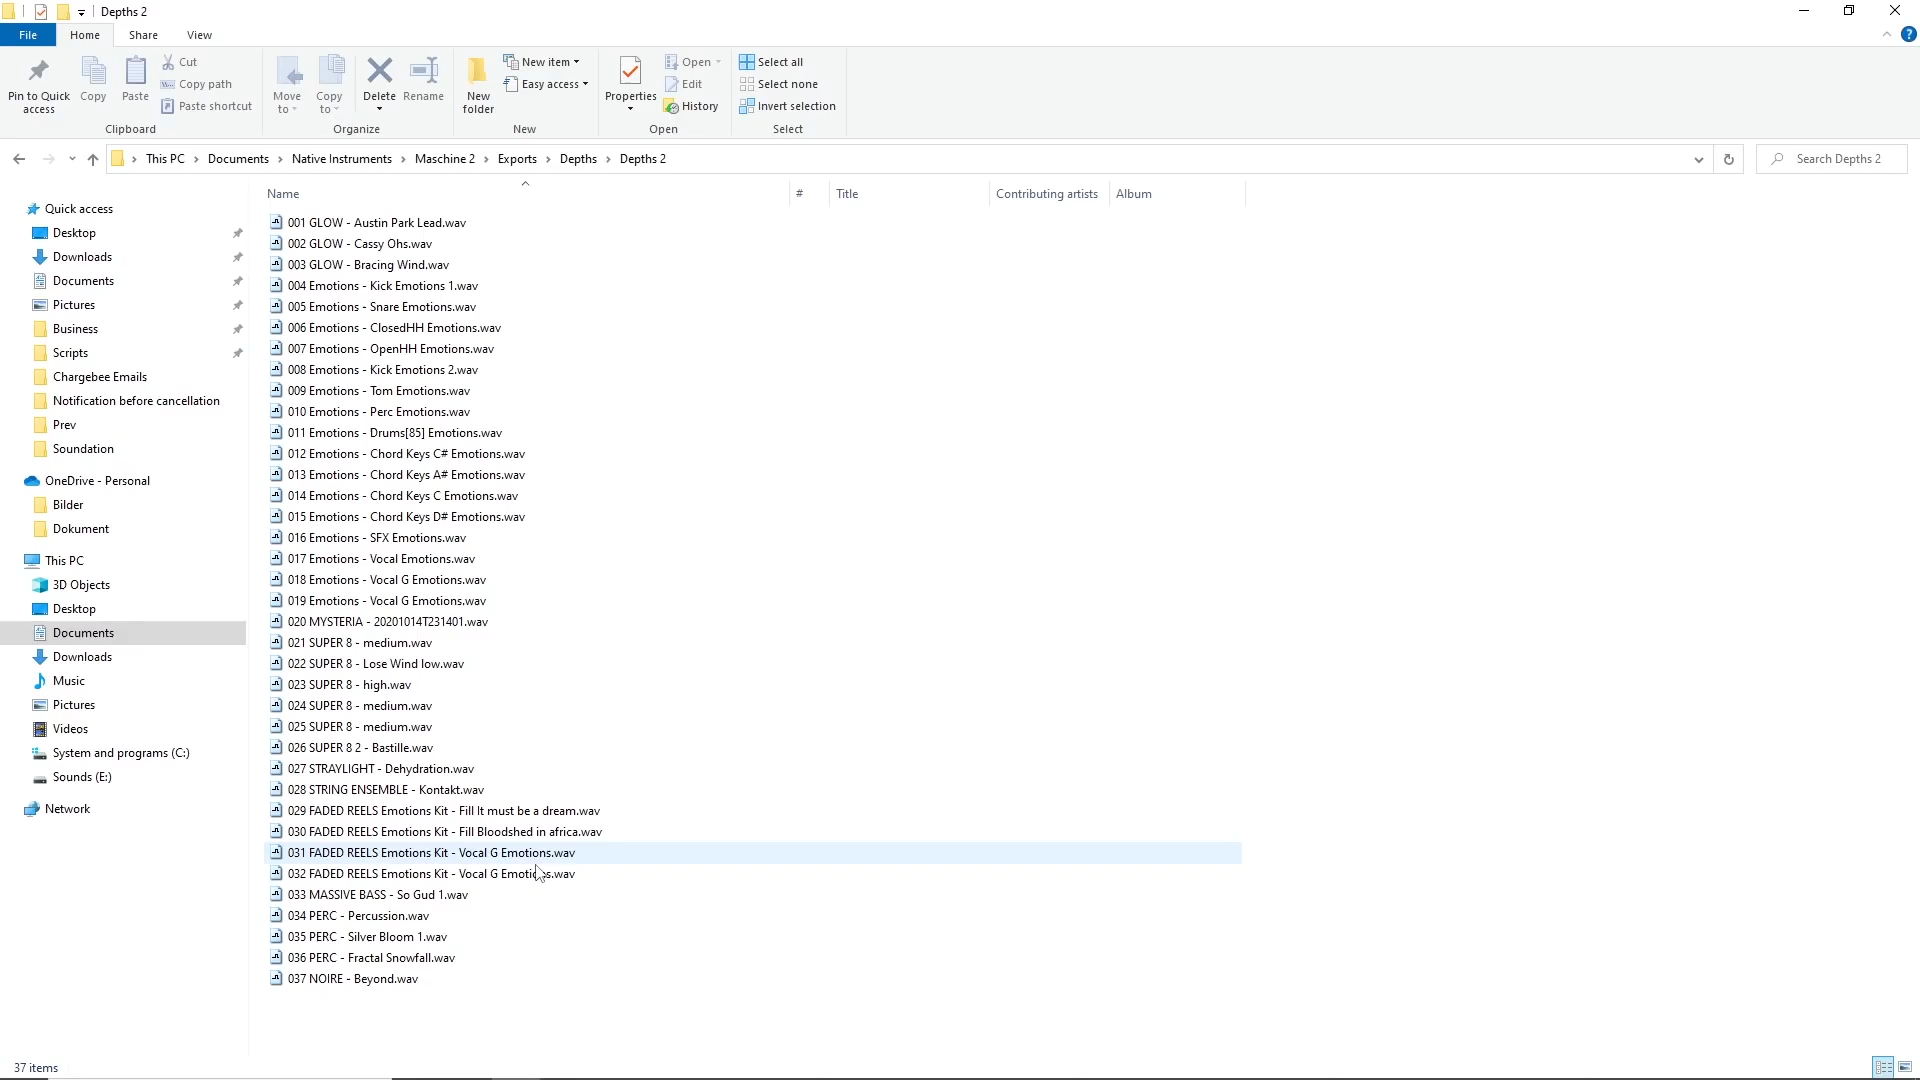 Depths 2
File Home Share View
Pin to Quick access
Copy
Paste
Cut
Copy path
Paste shortcut
Clipboard
Move to
Copy to
Delete
Rename
Organize
New folder
New item
Easy access
New
Properties
Open
Edit
History
Open
Select all
Select none
Invert selection
Select
This PC > Documents > Native Instruments > Maschine 2 > Exports > Depths > Depths 2
Search Depths 2
Quick access
Desktop
Downloads
Documents
Pictures
Business
Scripts
Chargebee Emails
Notification before cancellation
Prev
Soundation
OneDrive - Personal
Bilder
Dokument
This PC
3D Objects
Desktop
Documents
Downloads
Music
Pictures
Videos
System and programs (C:)
Sounds (E:)
Network
Name # Title Contributing artists Album
001 GLOW - Austin Park Lead.wav
002 GLOW - Cassy Ohs.wav
003 GLOW - Bracing Wind.wav
004 Emotions - Kick Emotions 1.wav
005 Emotions - Snare Emotions.wav
006 Emotions - ClosedHH Emotions.wav
007 Emotions - OpenHH Emotions.wav
008 Emotions - Kick Emotions 2.wav
009 Emotions - Tom Emotions.wav
010 Emotions - Perc Emotions.wav
011 Emotions - Drums[85] Emotions.wav
012 Emotions - Chord Keys C# Emotions.wav
013 Emotions - Chord Keys A# Emotions.wav
014 Emotions - Chord Keys C Emotions.wav
015 Emotions - Chord Keys D# Emotions.wav
016 Emotions - SFX Emotions.wav
017 Emotions - Vocal Emotions.wav
018 Emotions - Vocal G Emotions.wav
019 Emotions - Vocal G Emotions.wav
020 MYSTERIA - 20201014T231401.wav
021 SUPER 8 - medium.wav
022 SUPER 8 - Lose Wind low.wav
023 SUPER 8 - high.wav
024 SUPER 8 - medium.wav
025 SUPER 8 - medium.wav
026 SUPER 8 2 - Bastille.wav
027 STRAYLIGHT - Dehydration.wav
028 STRING ENSEMBLE - Kontakt.wav
029 FADED REELS Emotions Kit - Fill It must be a dream.wav
030 FADED REELS Emotions Kit - Fill Bloodshed in africa.wav
031 FADED REELS Emotions Kit - Vocal G Emotions.wav
032 FADED REELS Emotions Kit - Vocal G Emotions.wav
033 MASSIVE BASS - So Gud 1.wav
034 PERC - Percussion.wav
035 PERC - Silver Bloom 1.wav
036 PERC - Fractal Snowfall.wav
037 NOIRE - Beyond.wav
37 items